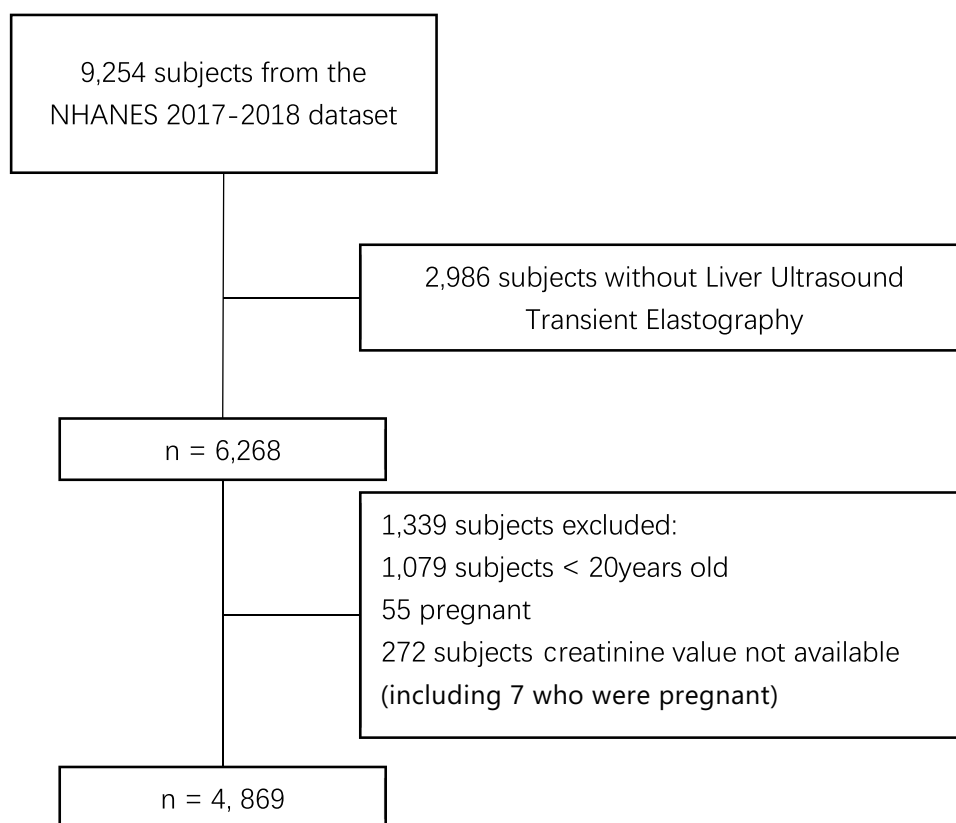 9,254 subjects from the
NHANES 2017-2018 dataset
2,986 subjects without Liver Ultrasound
Transient Elastography
n = 6,268
1,339 subjects excluded:
1,079 subjects < 20years old
55 pregnant
272 subjects creatinine value not available
(including 7 who were pregnant)
n = 4, 869